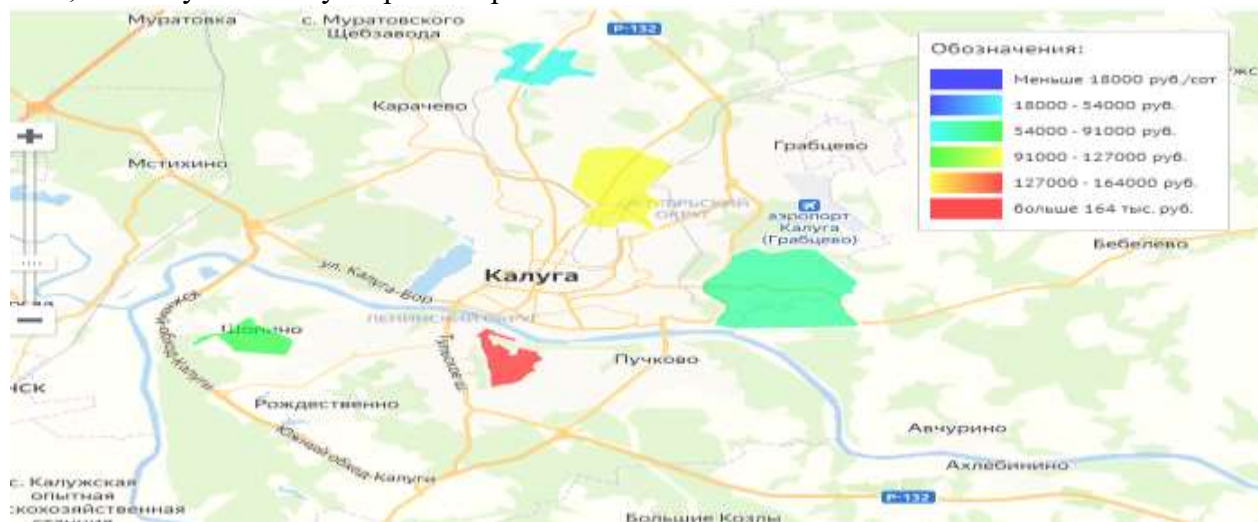 Муратовка
с. Муратовского
Щебзавода
Р-132
Карачево
Мстихино
Грабцево
аэропорт
Калуга
(Грабцево)
Бебелево
ул. Калуга-Бор
Калуга
Шопино
Пучково
Рождественно
Южный обход Калуги
Авчурино
Ахлебинино
с. Калужская
опытная
Р-132
Большие Козлы
Обозначения:
Меньше 18000 руб./сот
18000 - 54000 руб.
54000 - 91000 руб.
91000 - 127000 руб.
127000 - 164000 руб.
больше 164 тыс. руб.